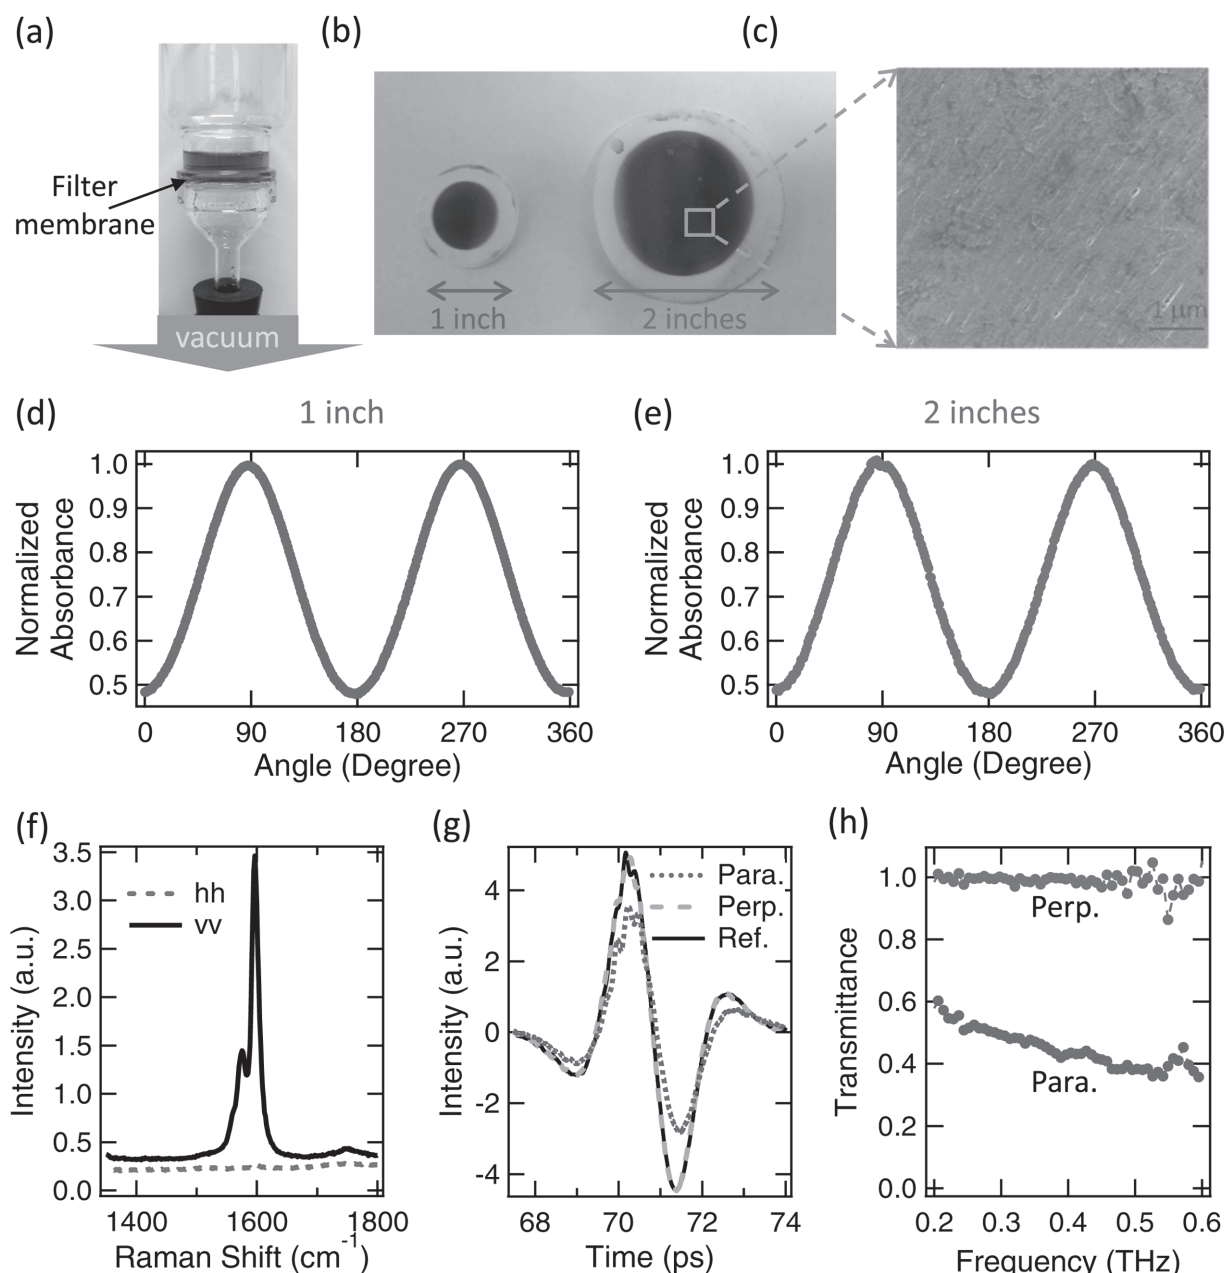 (a)
(b)
(c)
Filter
membrane
vacuum
1 inch
2 inches
1 μm
(d)
1 inch
(e)
2 inches
1.0
0.9
0.8
0.7
0.6
0.5
Normalized
Absorbance
0
90
180
270
360
Angle (Degree)
1.0
0.9
0.8
0.7
0.6
0.5
Normalized
Absorbance
0
90
180
270
360
Angle (Degree)
(f)
(g)
(h)
3.5
3.0
2.5
2.0
1.5
1.0
0.5
0.0
Intensity (a.u.)
hh
vv
1400
1600
1800
Raman Shift (cm-1)
4
2
0
-2
-4
Intensity (a.u.)
Para.
Perp.
Ref.
68
70
72
74
Time (ps)
1.0
0.8
0.6
0.4
0.2
0.0
Transmittance
Perp.
Para.
0.2
0.3
0.4
0.5
0.6
Frequency (THz)